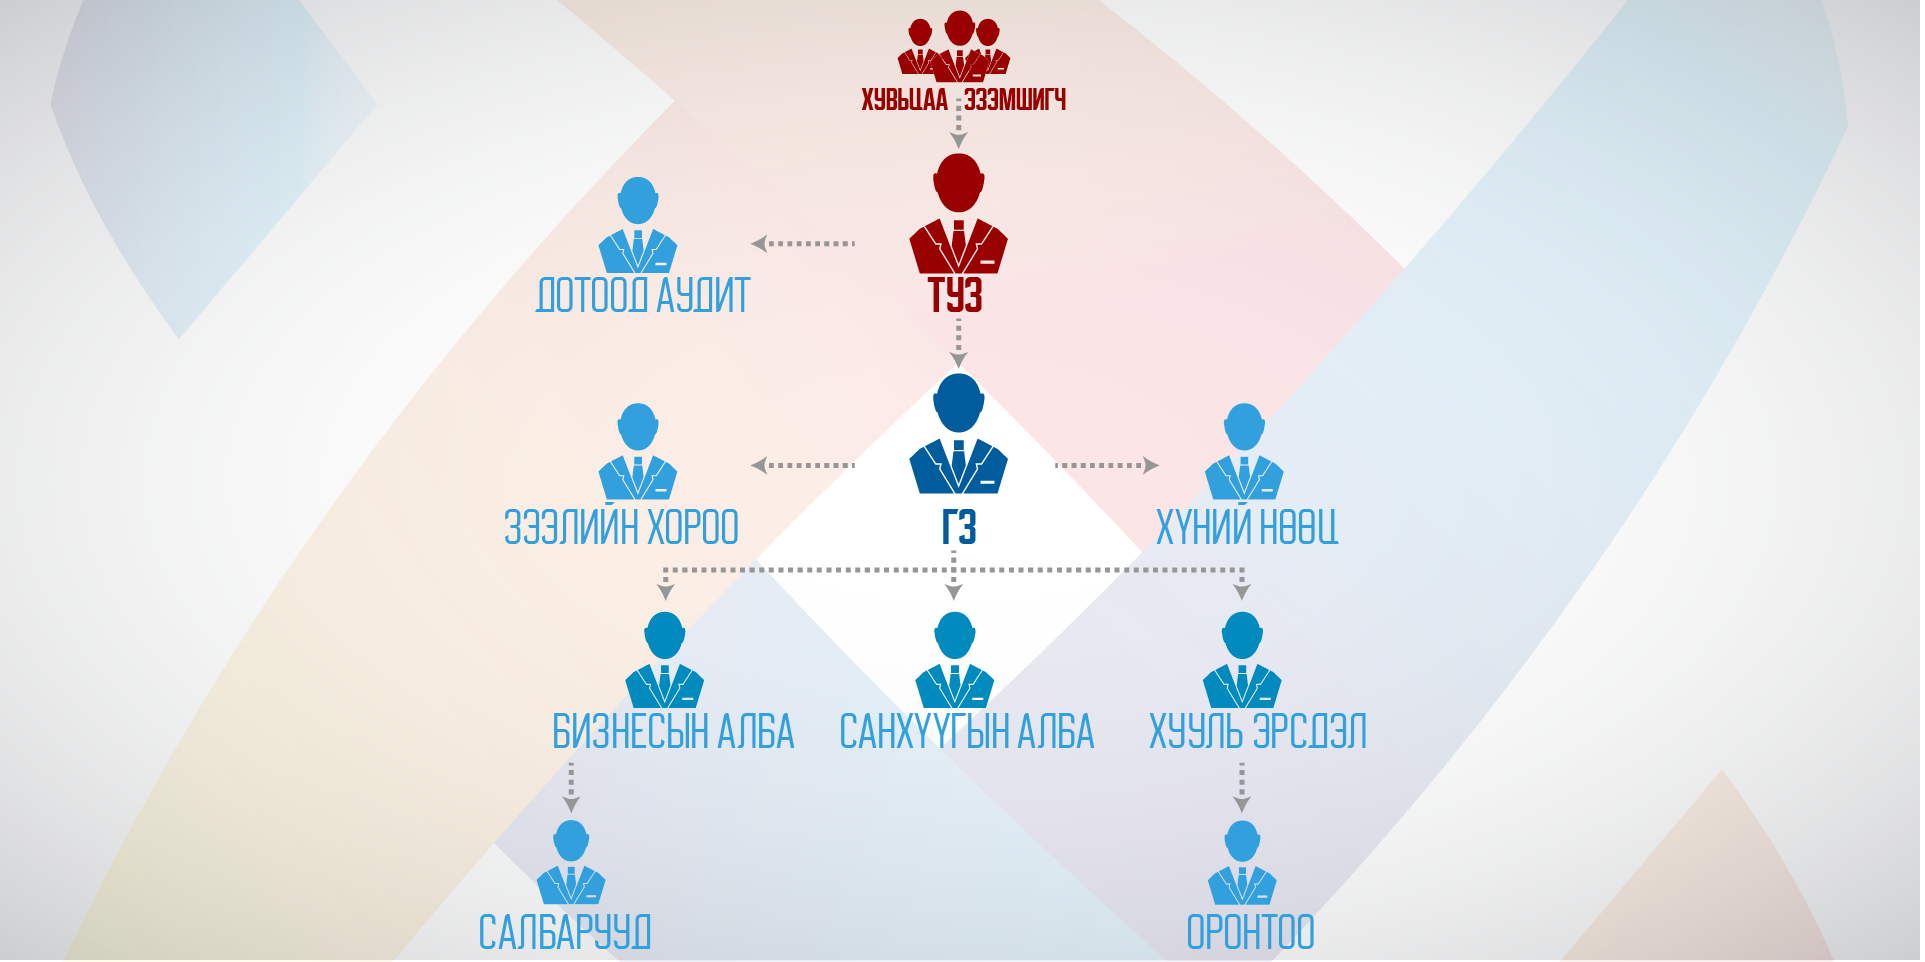 ХУВЬЦАА ЭЗЭМШИГЧ
ТУЗ
ДОТООД АУДИТ
ЗЭЭЛИЙН ХОРОО
ГЗ
ХҮНИЙ НӨӨЦ
БИЗНЕСЫН АЛБА
САНХҮҮГЫН АЛБА
ХУУЛЬ ЭРСДЭЛ
САЛБАРУУД
ОРОНТОО